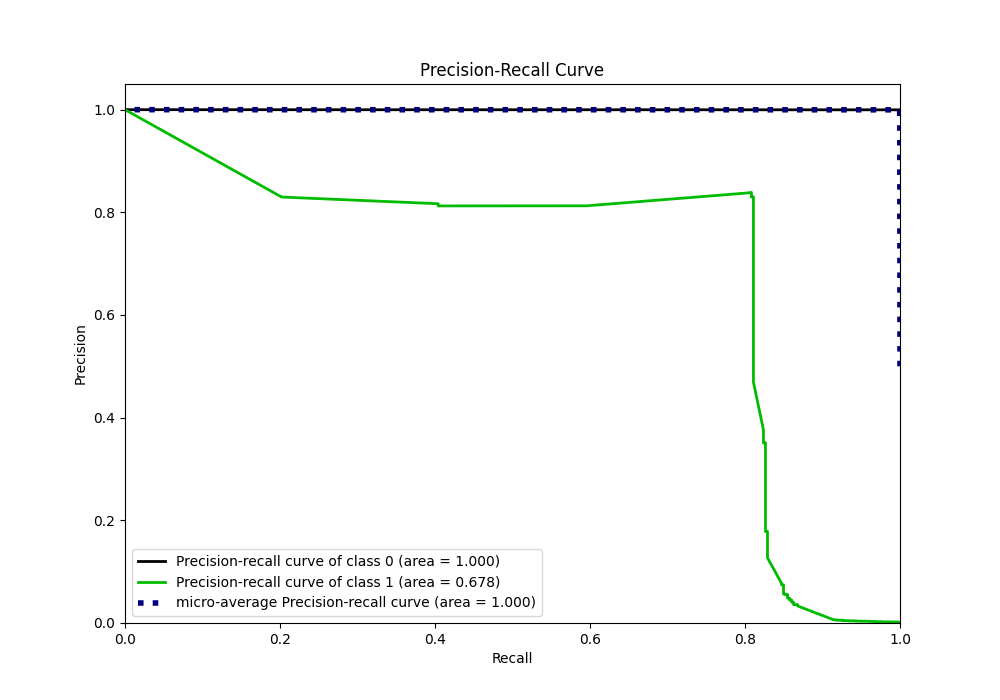 Precision-Recall Curve
1.0
0.8
0.6
0.4
0.2
0.0
Precision
Precision-recall curve of class 0 (area = 1.000)
Precision-recall curve of class 1 (area = 0.678)
micro-average Precision-recall curve (area = 1.000)
0.0 0.2 0.4 0.6 0.8 1.0
Recall